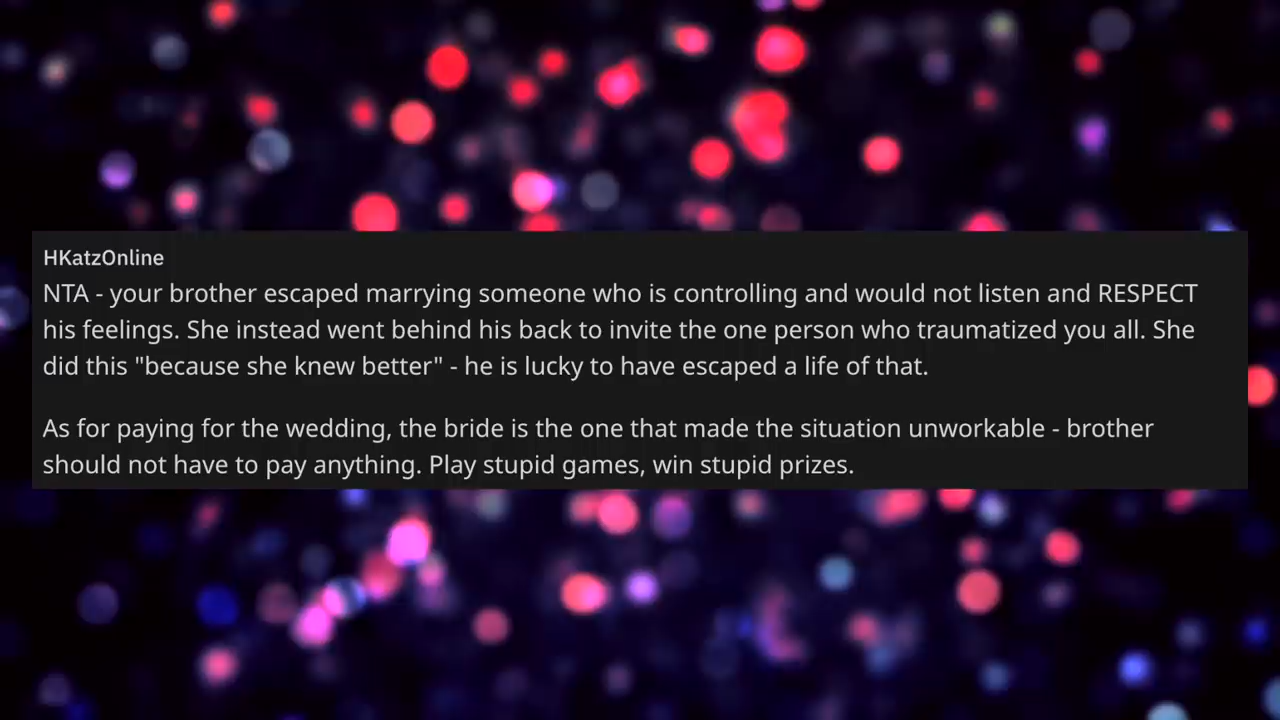 HKatzOnline
NTA - your brother escaped marrying someone who is controlling and would not listen and RESPECT
his feelings. She instead went behind his back to invite the one person who traumatized you all. She
did this "because she knew better" - he is lucky to have escaped a life of that.
As for paying for the wedding, the bride is the one that made the situation unworkable - brother
should not have to pay anything. Play stupid games, win stupid prizes.